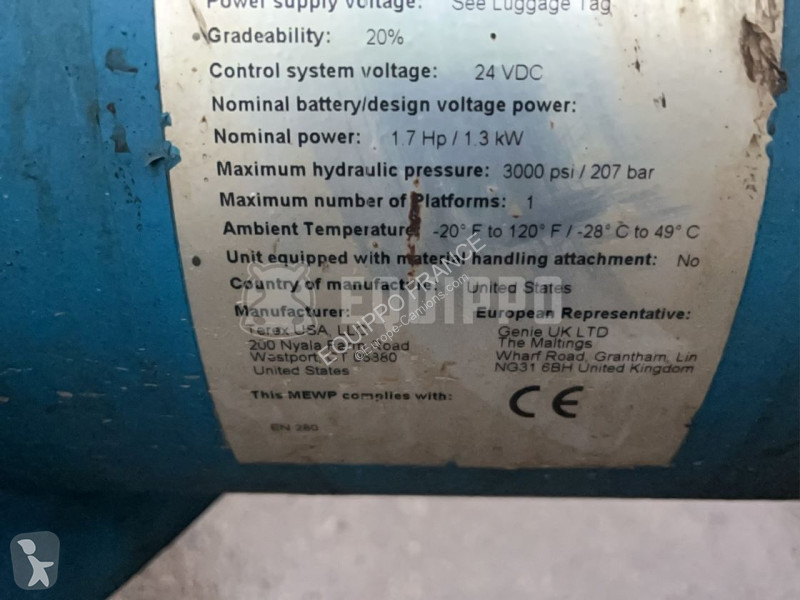 Power supply voltage: See Luggage Tag
Gradeability: 20%
Control system voltage: 24 VDC
Nominal battery/design voltage power:
Nominal power: 1.7 Hp / 1.3 kW
Maximum hydraulic pressure: 3000 psi / 207 bar
Maximum number of Platforms: 1
Ambient Temperature: -20° F to 120° F / -28° C to 49° C
Unit equipped with material handling attachment: No
Country of manufacture: United States
EQUIPPO
EQUIPPO FRANCE
@Europe-Camions.com
Manufacturer: European Representative:
Terex USA, LLC Genie UK LTD
200 Nyala Farm Road The Maltings
Westport, CT 06880 Wharf Road, Grantham, Lin
United States NG31 6BH United Kingdom
This MEWP complies with: CE
EN 280